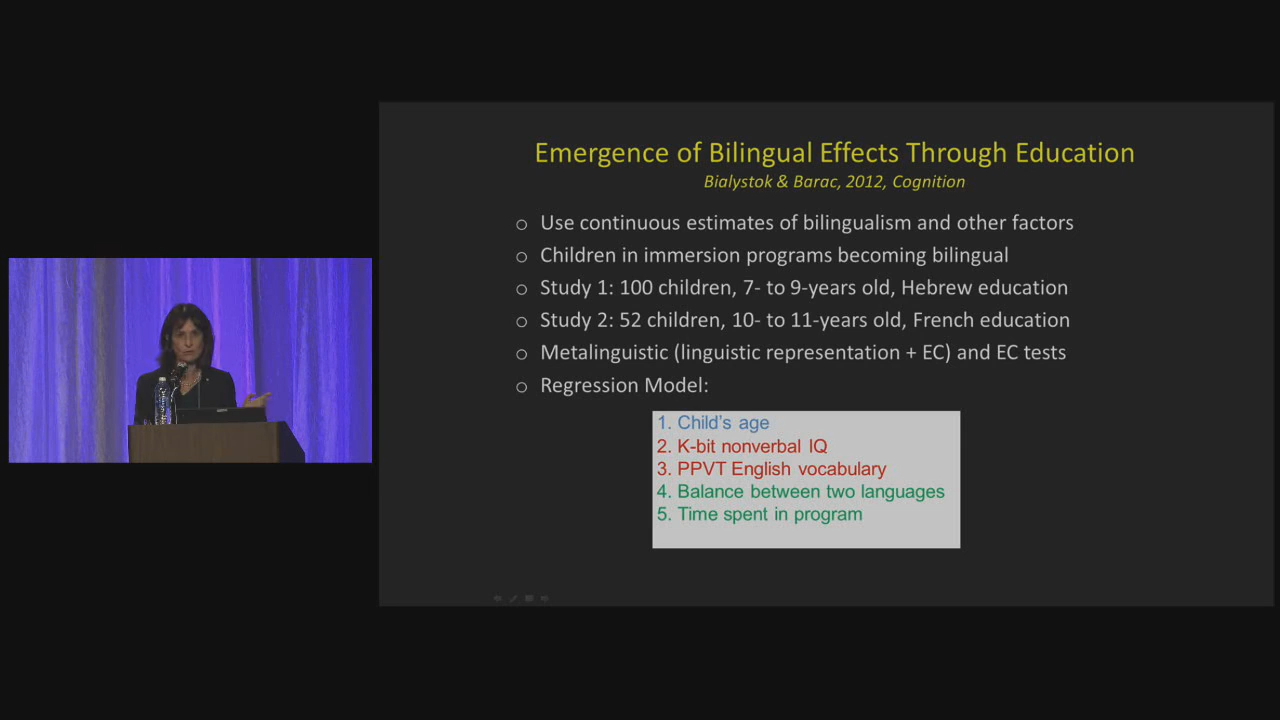 Emergence of Bilingual Effects Through Education
Bialystok & Barac, 2012, Cognition
Use continuous estimates of bilingualism and other factors
Children in immersion programs becoming bilingual
Study 1: 100 children, 7- to 9-years old, Hebrew education
Study 2: 52 children, 10- to 11-years old, French education
Metalinguistic (linguistic representation + EC) and EC tests
Regression Model:
1. Child's age
2. K-bit nonverbal IQ
3. PPVT English vocabulary
4. Balance between two languages
5. Time spent in program